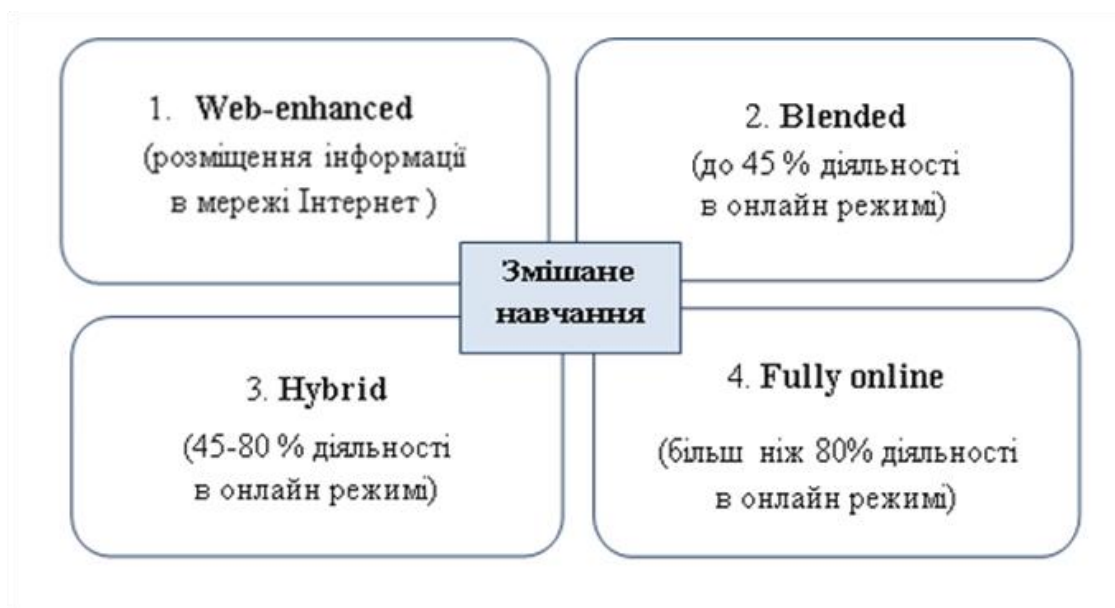 1. Web-enhanced
(розміщення інформації
в мережі Інтернет )
2. Blended
(до 45 % діяльності
в онлайн режимі)
Змішане
навчання
3. Hybrid
(45-80 % діяльності
в онлайн режимі)
4. Fully online
(більш ніж 80% діяльності
в онлайн режимі)